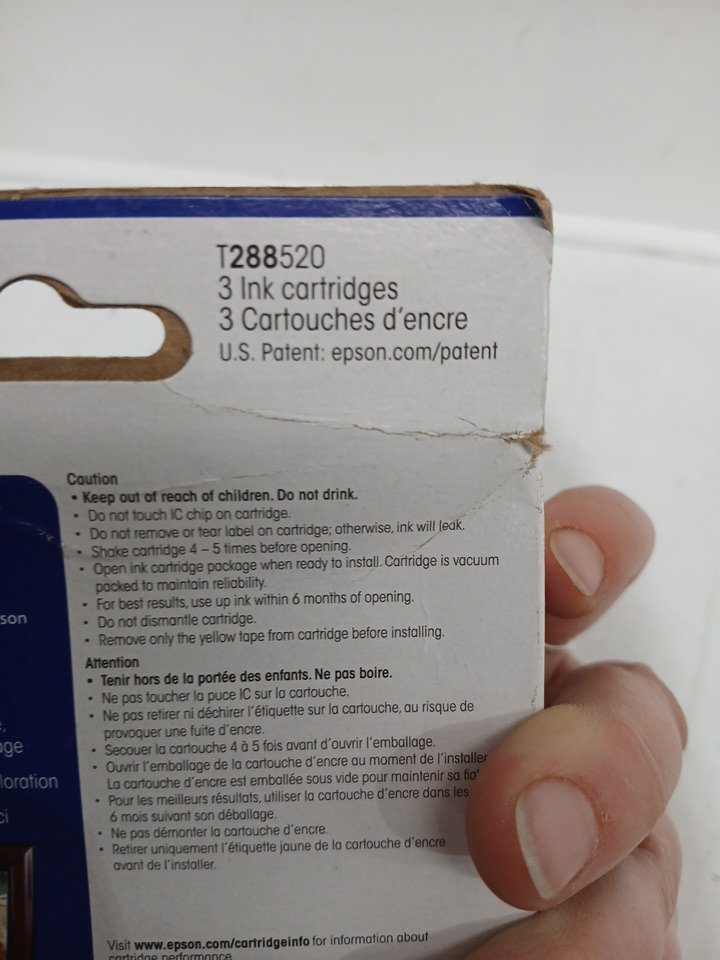 T288520
3 Ink cartridges
3 Cartouches d'encre
U.S. Patent: epson.com/patent
Caution
• Keep out of reach of children. Do not drink.
• Do not touch IC chip on cartridge.
• Do not remove or tear label on cartridge; otherwise, ink will leak.
• Shake cartridge 4 – 5 times before opening.
• Open ink cartridge package when ready to install. Cartridge is vacuum
packed to maintain reliability.
• For best results, use up ink within 6 months of opening.
• Do not dismantle cartridge.
• Remove only the yellow tape from cartridge before installing.
Attention
• Tenir hors de la portée des enfants. Ne pas boire.
• Ne pas toucher la puce IC sur la cartouche.
• Ne pas retirer ni déchirer l'étiquette sur la cartouche, au risque de
provoquer une fuite d'encre.
• Secouer la cartouche 4 à 5 fois avant d'ouvrir l'emballage.
• Ouvrir l'emballage de la cartouche d'encre au moment de l'installer
La cartouche d'encre est emballée sous vide pour maintenir sa
• Pour les meilleurs résultats, utiliser la cartouche d'encre dans les
6 mois suivant son déballage.
• Ne pas démonter la cartouche d'encre.
• Retirer uniquement l'étiquette jaune de la cartouche d'encre
avant de l'installer.
Visit www.epson.com/cartridgeinfo for information about
cartridge performance.